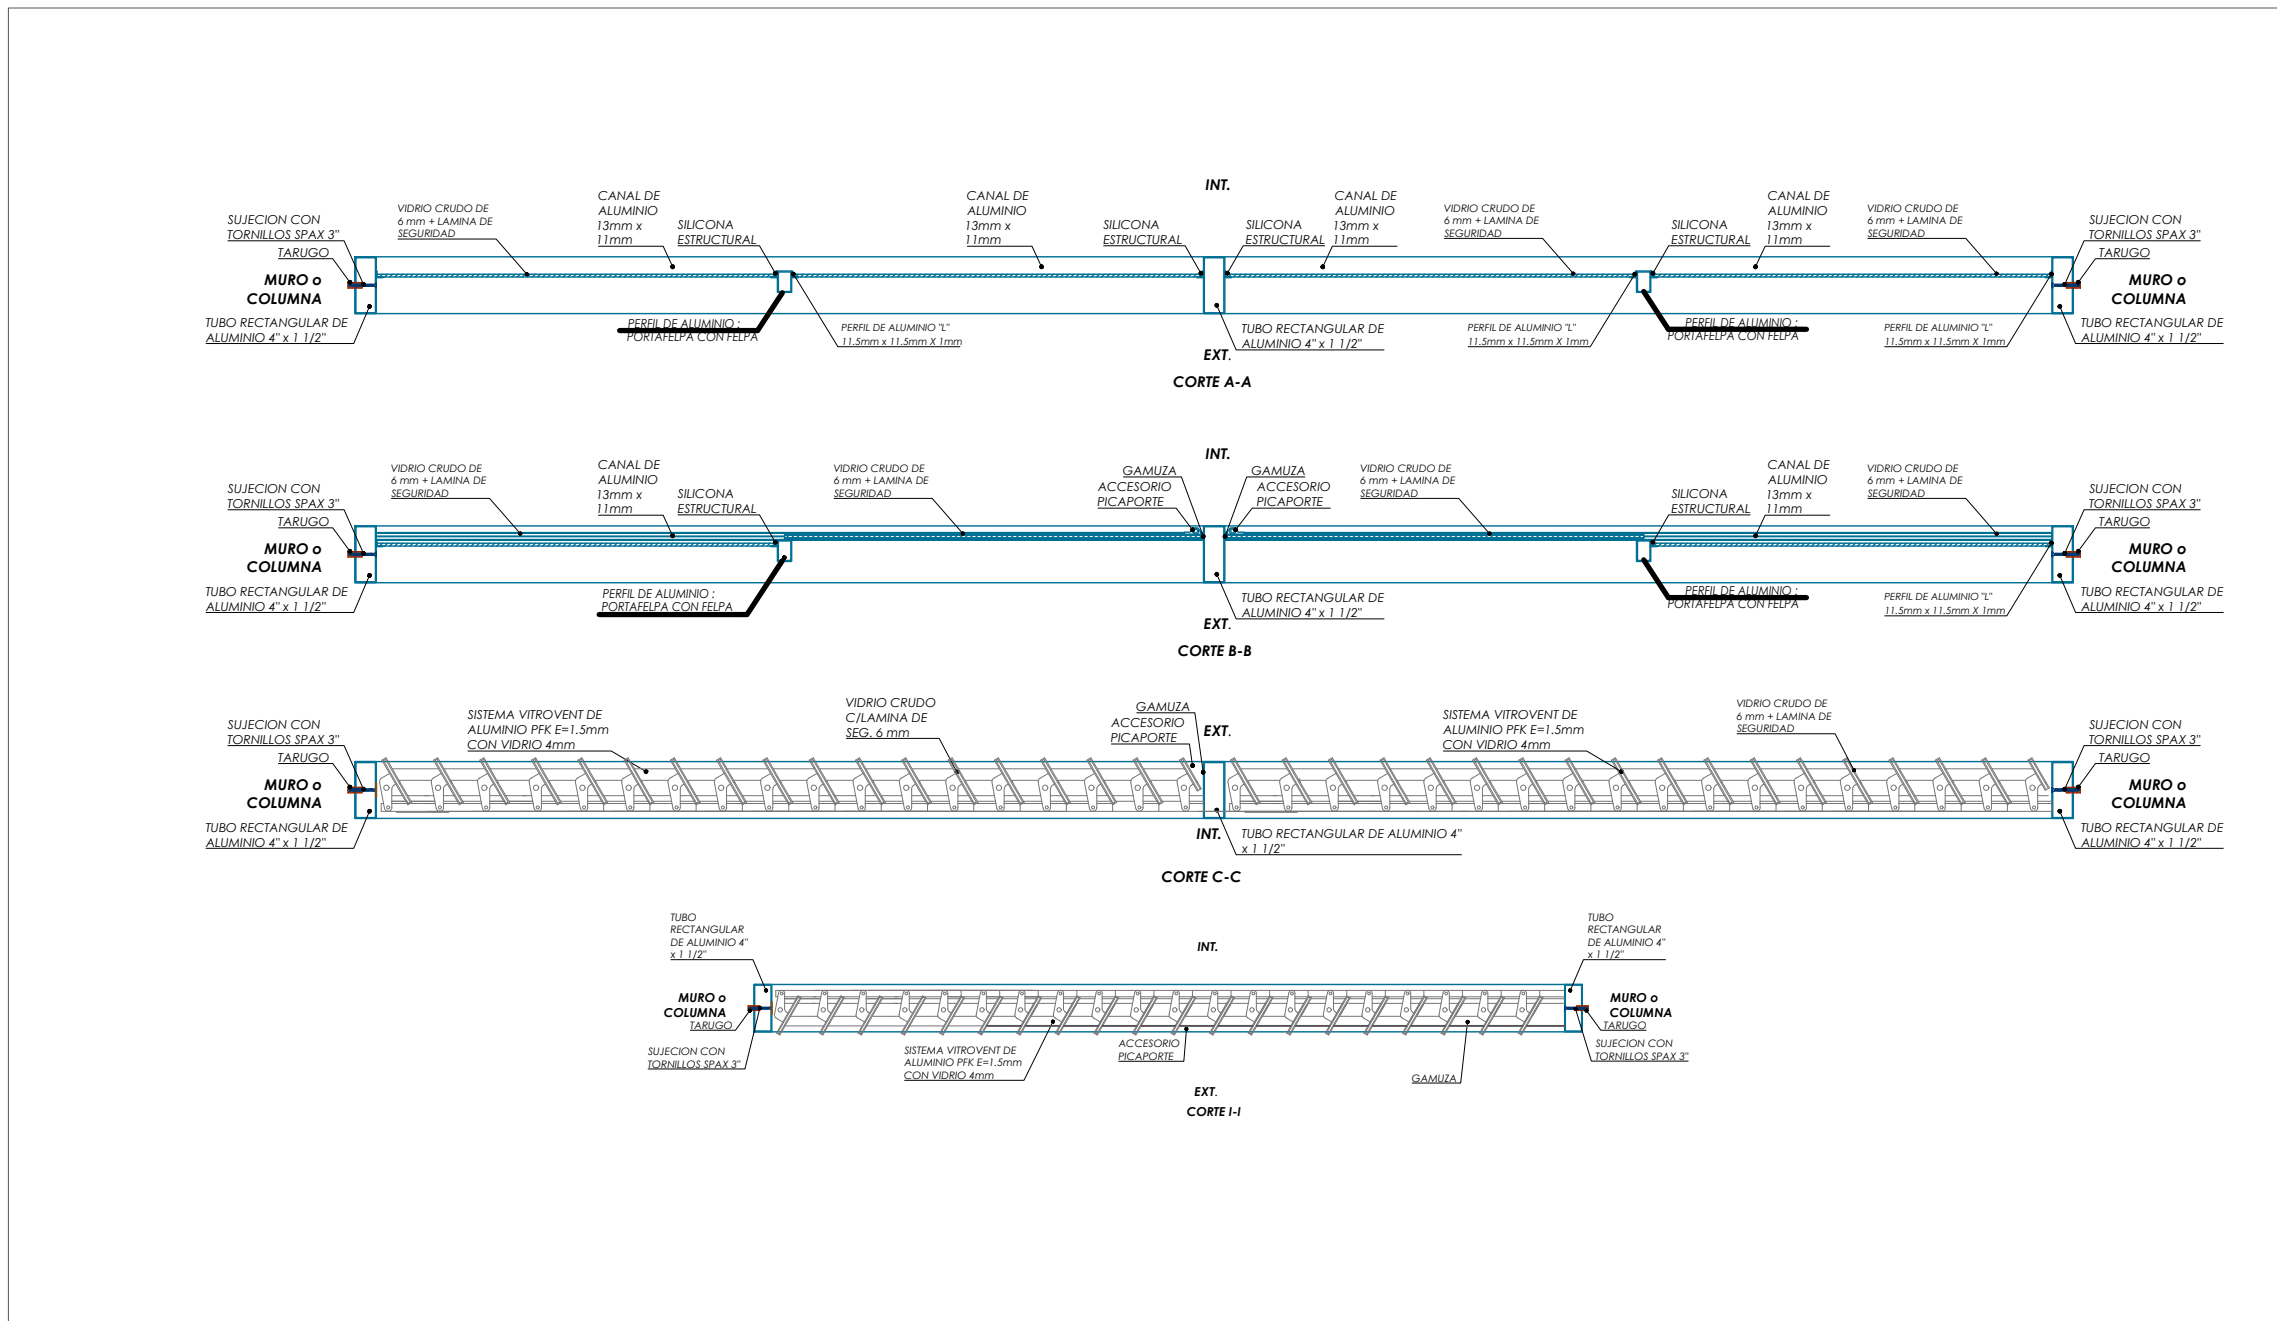 INT.
SUJECION CON
TORNILLOS SPAX 3"
TARUGO
MURO o
COLUMNA
TUBO RECTANGULAR DE
ALUMINIO 4" x 1 1/2"
VIDRIO CRUDO DE
6 mm + LAMINA DE
SEGURIDAD
CANAL DE
ALUMINIO
13mm x
11mm
SILICONA
ESTRUCTURAL
PERFIL DE ALUMINIO :
PORTAFELPA CON FELPA
PERFIL DE ALUMINIO "L"
11.5mm x 11.5mm X 1mm
CANAL DE
ALUMINIO
13mm x
11mm
SILICONA
ESTRUCTURAL
SILICONA
ESTRUCTURAL
TUBO RECTANGULAR DE
ALUMINIO 4" x 1 1/2"
CANAL DE
ALUMINIO
13mm x
11mm
VIDRIO CRUDO DE
6 mm + LAMINA DE
SEGURIDAD
PERFIL DE ALUMINIO "L"
11.5mm x 11.5mm X 1mm
SILICONA
ESTRUCTURAL
PERFIL DE ALUMINIO :
PORTAFELPA CON FELPA
CANAL DE
ALUMINIO
13mm x
11mm
VIDRIO CRUDO DE
6 mm + LAMINA DE
SEGURIDAD
PERFIL DE ALUMINIO "L"
11.5mm x 11.5mm X 1mm
SUJECION CON
TORNILLOS SPAX 3"
TARUGO
MURO o
COLUMNA
TUBO RECTANGULAR DE
ALUMINIO 4" x 1 1/2"
EXT.
CORTE A-A
INT.
SUJECION CON
TORNILLOS SPAX 3"
TARUGO
MURO o
COLUMNA
TUBO RECTANGULAR DE
ALUMINIO 4" x 1 1/2"
VIDRIO CRUDO DE
6 mm + LAMINA DE
SEGURIDAD
CANAL DE
ALUMINIO
13mm x
11mm
SILICONA
ESTRUCTURAL
PERFIL DE ALUMINIO :
PORTAFELPA CON FELPA
VIDRIO CRUDO DE
6 mm + LAMINA DE
SEGURIDAD
GAMUZA
ACCESORIO
PICAPORTE
GAMUZA
ACCESORIO
PICAPORTE
TUBO RECTANGULAR DE
ALUMINIO 4" x 1 1/2"
VIDRIO CRUDO DE
6 mm + LAMINA DE
SEGURIDAD
SILICONA
ESTRUCTURAL
PERFIL DE ALUMINIO :
PORTAFELPA CON FELPA
CANAL DE
ALUMINIO
13mm x
11mm
VIDRIO CRUDO DE
6 mm + LAMINA DE
SEGURIDAD
PERFIL DE ALUMINIO "L"
11.5mm x 11.5mm X 1mm
SUJECION CON
TORNILLOS SPAX 3"
TARUGO
MURO o
COLUMNA
TUBO RECTANGULAR DE
ALUMINIO 4" x 1 1/2"
EXT.
CORTE B-B
SUJECION CON
TORNILLOS SPAX 3"
TARUGO
MURO o
COLUMNA
TUBO RECTANGULAR DE
ALUMINIO 4" x 1 1/2"
SISTEMA VITROVENT DE
ALUMINIO PFK E=1.5mm
CON VIDRIO 4mm
VIDRIO CRUDO
C/LAMINA DE
SEG. 6 mm
GAMUZA
ACCESORIO
PICAPORTE
EXT.
SISTEMA VITROVENT DE
ALUMINIO PFK E=1.5mm
CON VIDRIO 4mm
VIDRIO CRUDO DE
6 mm + LAMINA DE
SEGURIDAD
SUJECION CON
TORNILLOS SPAX 3"
TARUGO
MURO o
COLUMNA
TUBO RECTANGULAR DE
ALUMINIO 4" x 1 1/2"
INT.
TUBO RECTANGULAR DE ALUMINIO 4"
x 1 1/2"
CORTE C-C
TUBO
RECTANGULAR
DE ALUMINIO 4"
x 1 1/2"
INT.
TUBO
RECTANGULAR
DE ALUMINIO 4"
x 1 1/2"
MURO o
COLUMNA
TARUGO
SUJECION CON
TORNILLOS SPAX 3"
SISTEMA VITROVENT DE
ALUMINIO PFK E=1.5mm
CON VIDRIO 4mm
ACCESORIO
PICAPORTE
GAMUZA
MURO o
COLUMNA
TARUGO
SUJECION CON
TORNILLOS SPAX 3"
EXT.
CORTE I-I